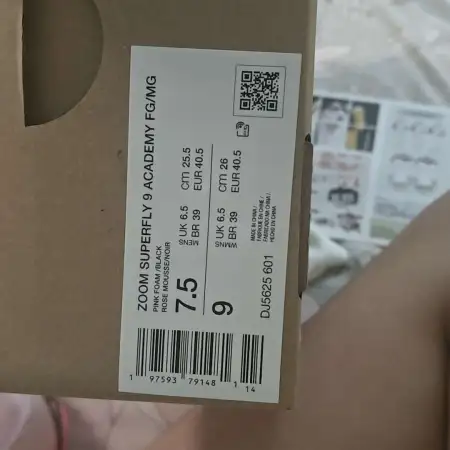 ZOOM SUPERFLY 9 ACADEMY FG/MG
PINK FOAM /BLACK
ROSE MOUSSE/NOIR
7.5
MENS
UK 6.5
BR 39
cm 25.5
EUR 40.5
9
WMNS
UK 6.5
BR 39
cm 26
EUR 40.5
MADE IN CHINA /
FABRIQUE EN CHINE /
FABRICADO NA CHINA /
HECHO EN CHINA
DJ5625 601
1 97593 79148 1
14